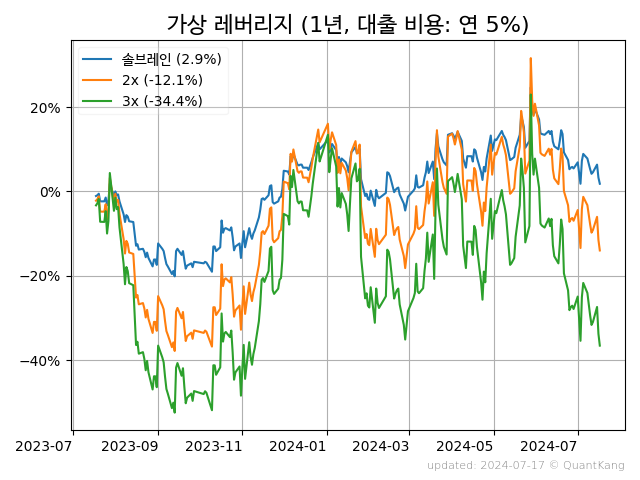 가상 레버리지 (1년, 대출 비용: 연 5%)
솔브레인 (2.9%)
2x (-12.1%)
3x (-34.4%)
20%
0%
−20%
−40%
2023-07 2023-09 2023-11 2024-01 2024-03 2024-05 2024-07
updated: 2024-07-17 © QuantKang